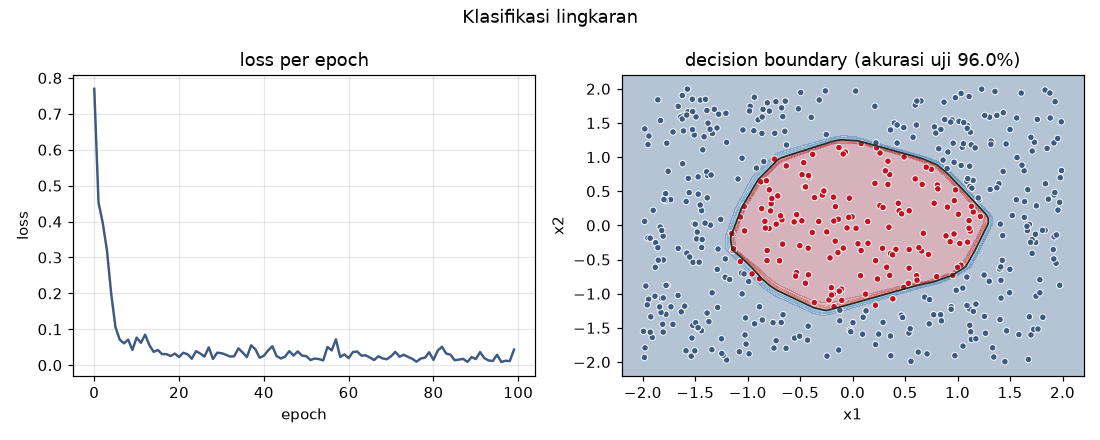 Klasifikasi lingkaran
loss per epoch
0.8
0.7
0.6
0.5
0.4
0.3
0.2
0.1
0.0
loss
0 20 40 60 80 100
epoch
decision boundary (akurasi uji 96.0%)
2.0
1.5
1.0
0.5
0.0
−0.5
−1.0
−1.5
−2.0
x2
−2.0 −1.5 −1.0 −0.5 0.0 0.5 1.0 1.5 2.0
x1